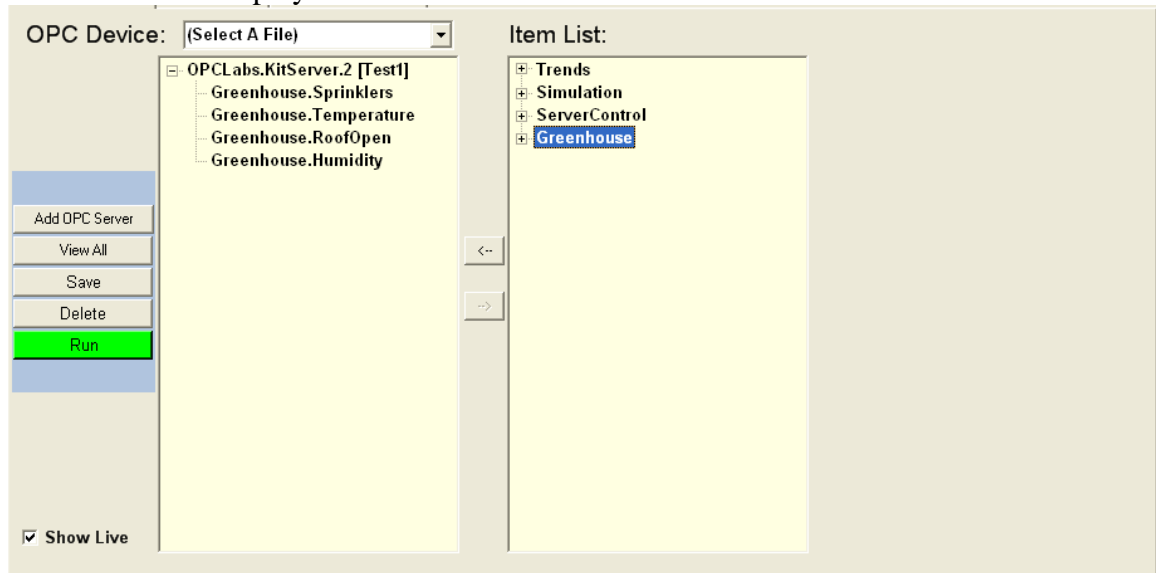 OPC Device:
(Select A File)
OPCLabs.KitServer.2 [Test1]
Greenhouse.Sprinklers
Greenhouse.Temperature
Greenhouse.RoofOpen
Greenhouse.Humidity
Add OPC Server
View All
Save
Delete
Run
Show Live
<--
-->
Item List:
Trends
Simulation
ServerControl
Greenhouse